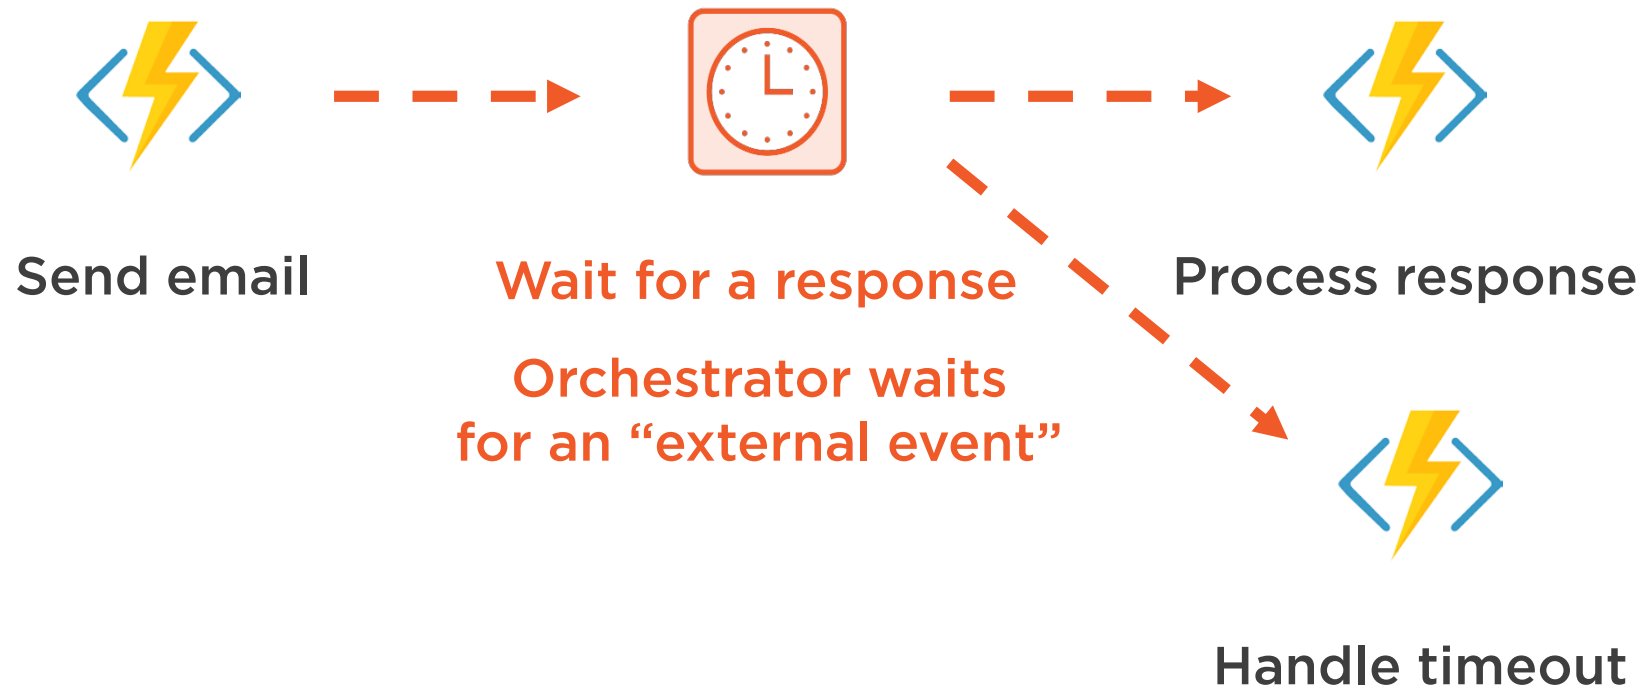 Send email
Wait for a response
Process response
Orchestrator waits
for an “external event”
Handle timeout